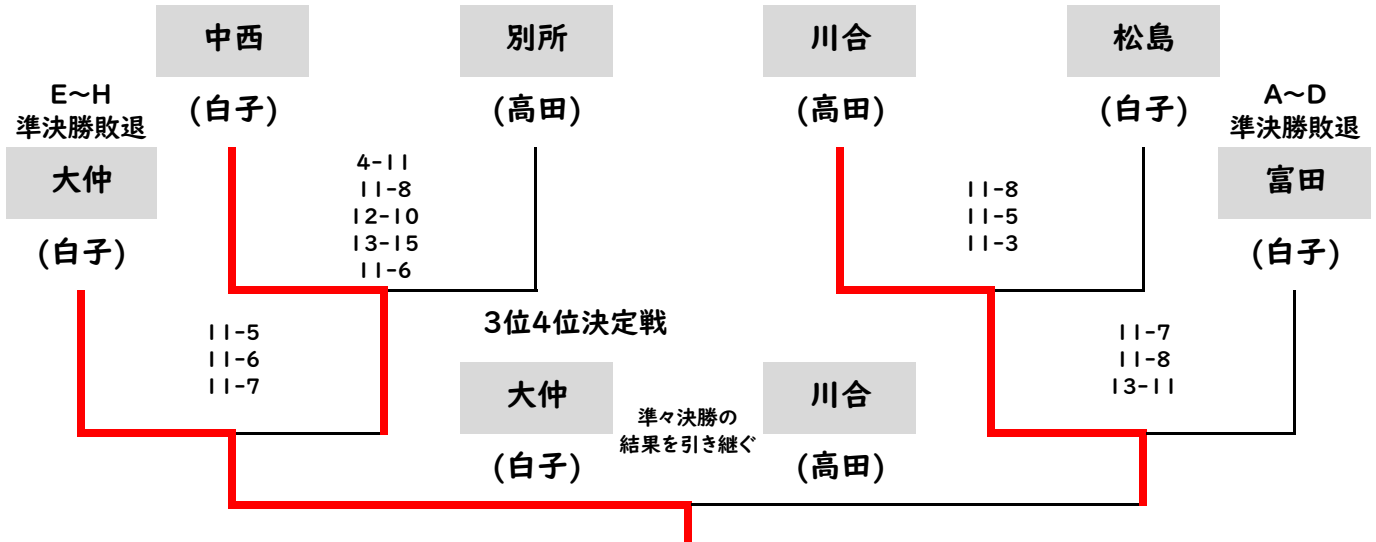 中西
別所
川合
松島
(白子)
(高田)
(高田)
(白子)
E~H
準決勝敗退
A~D
準決勝敗退
大仲
(白子)
富田
(白子)
4-11
11-8
12-10
13-15
11-6
11-8
11-5
11-3
3位4位決定戦
11-5
11-6
11-7
11-7
11-8
13-11
大仲
(白子)
準々決勝の
結果を引き継ぐ
川合
(高田)